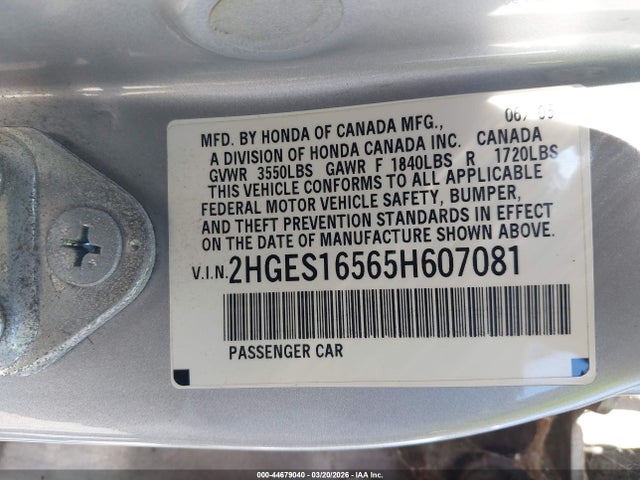 06/05
MFD. BY HONDA OF CANADA MFG.,
A DIVISION OF HONDA CANADA INC. CANADA
GVWR 3550LBS GAWR F 1840LBS R 1720LBS
THIS VEHICLE CONFORMS TO ALL APPLICABLE
FEDERAL MOTOR VEHICLE SAFETY, BUMPER,
AND THEFT PREVENTION STANDARDS IN EFFECT
ON THE DATE OF MANUFACTURE SHOWN ABOVE.
V.I.N. 2HGES16565H607081
PASSENGER CAR
000-44679040 - 03/20/2026 - IAA Inc.